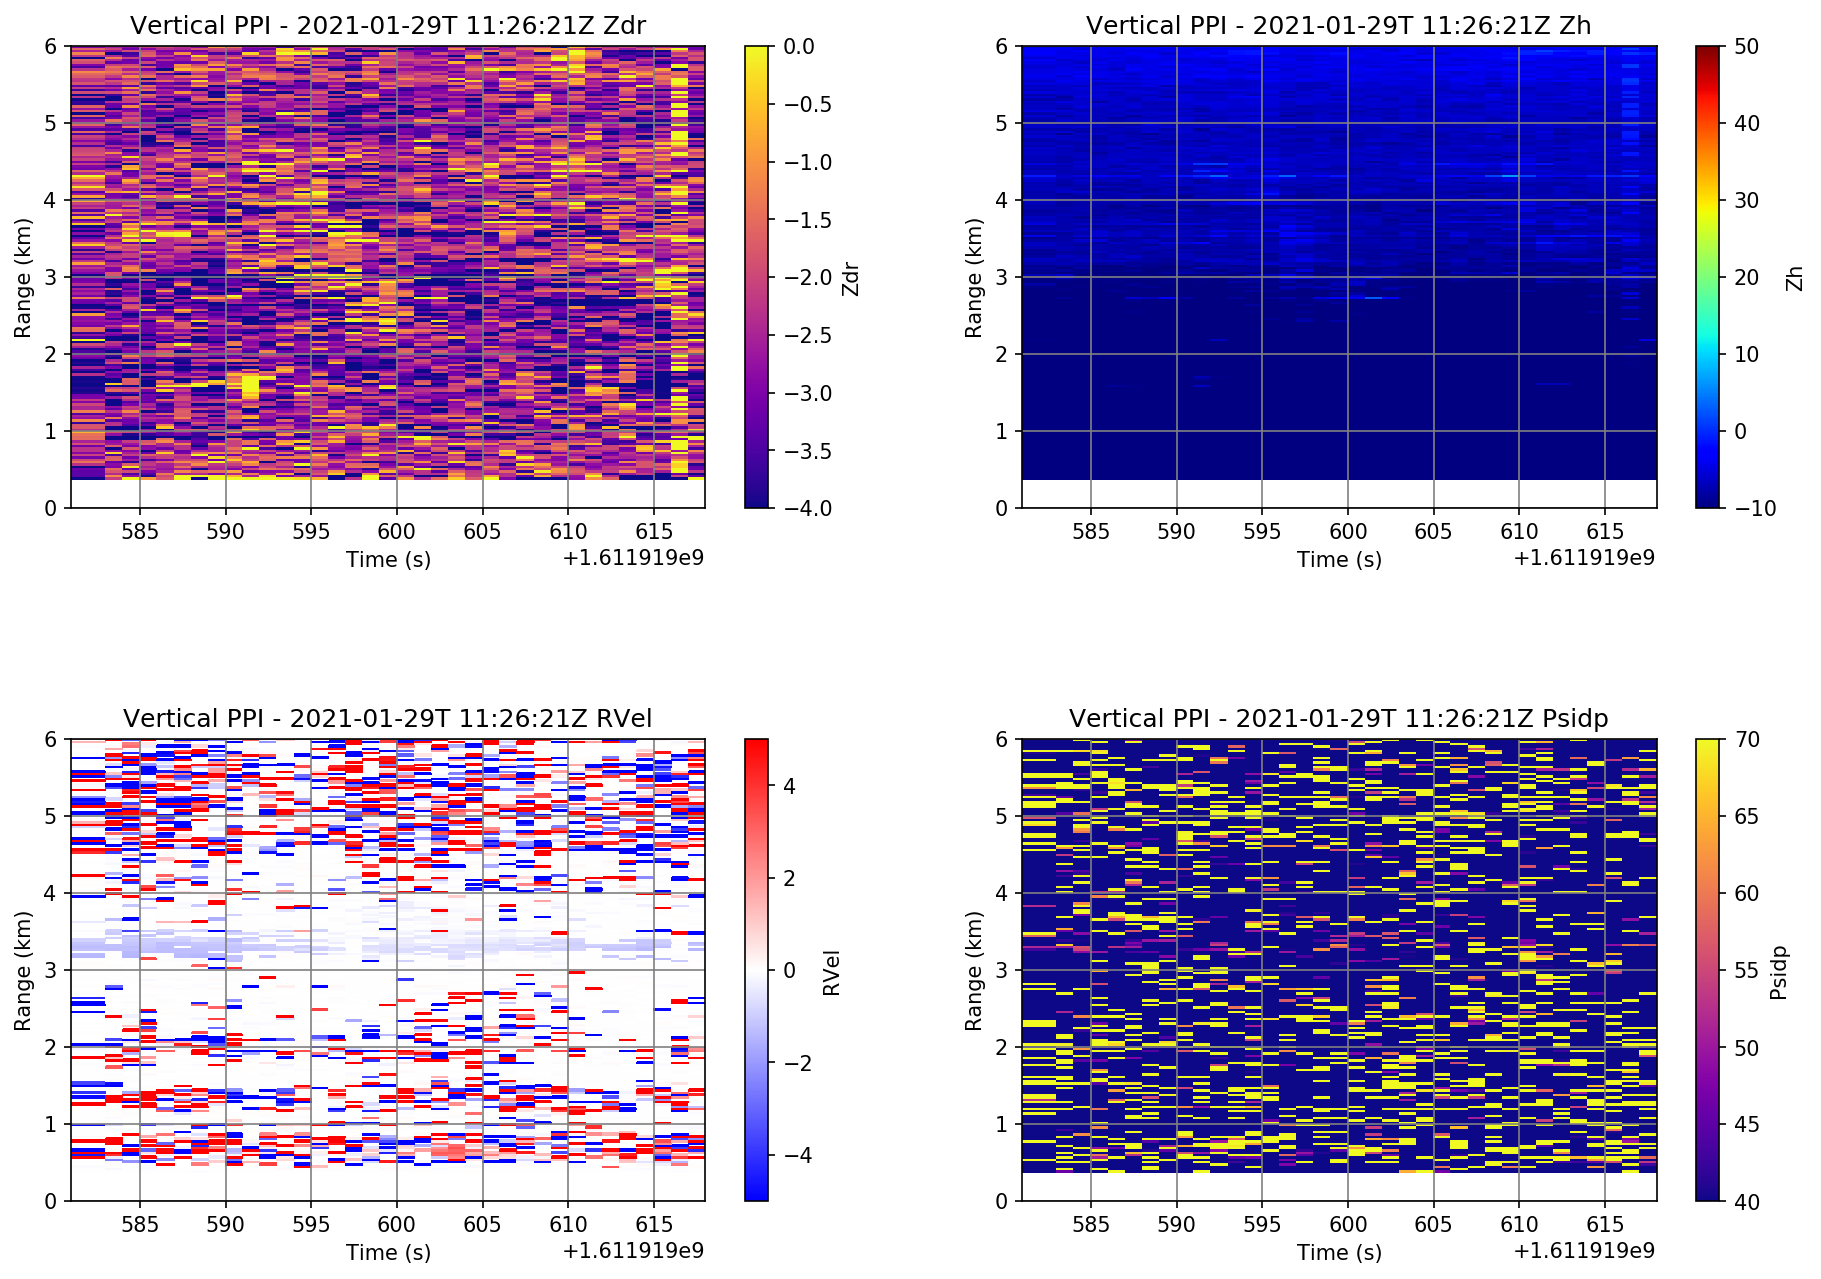 Vertical PPI - 2021-01-29T 11:26:21Z Zdr
6
5
4
3
2
1
0
Range (km)
585 590 595 600 605 610 615
Time (s)
+1.611919e9
0.0
−0.5
−1.0
−1.5
−2.0
−2.5
−3.0
−3.5
−4.0
Zdr
Vertical PPI - 2021-01-29T 11:26:21Z Zh
6
5
4
3
2
1
0
Range (km)
585 590 595 600 605 610 615
Time (s)
+1.611919e9
50
40
30
20
10
0
−10
Zh
Vertical PPI - 2021-01-29T 11:26:21Z RVel
6
5
4
3
2
1
0
Range (km)
585 590 595 600 605 610 615
Time (s)
+1.611919e9
4
2
0
−2
−4
RVel
Vertical PPI - 2021-01-29T 11:26:21Z Psidp
6
5
4
3
2
1
0
Range (km)
585 590 595 600 605 610 615
Time (s)
+1.611919e9
70
65
60
55
50
45
40
Psidp